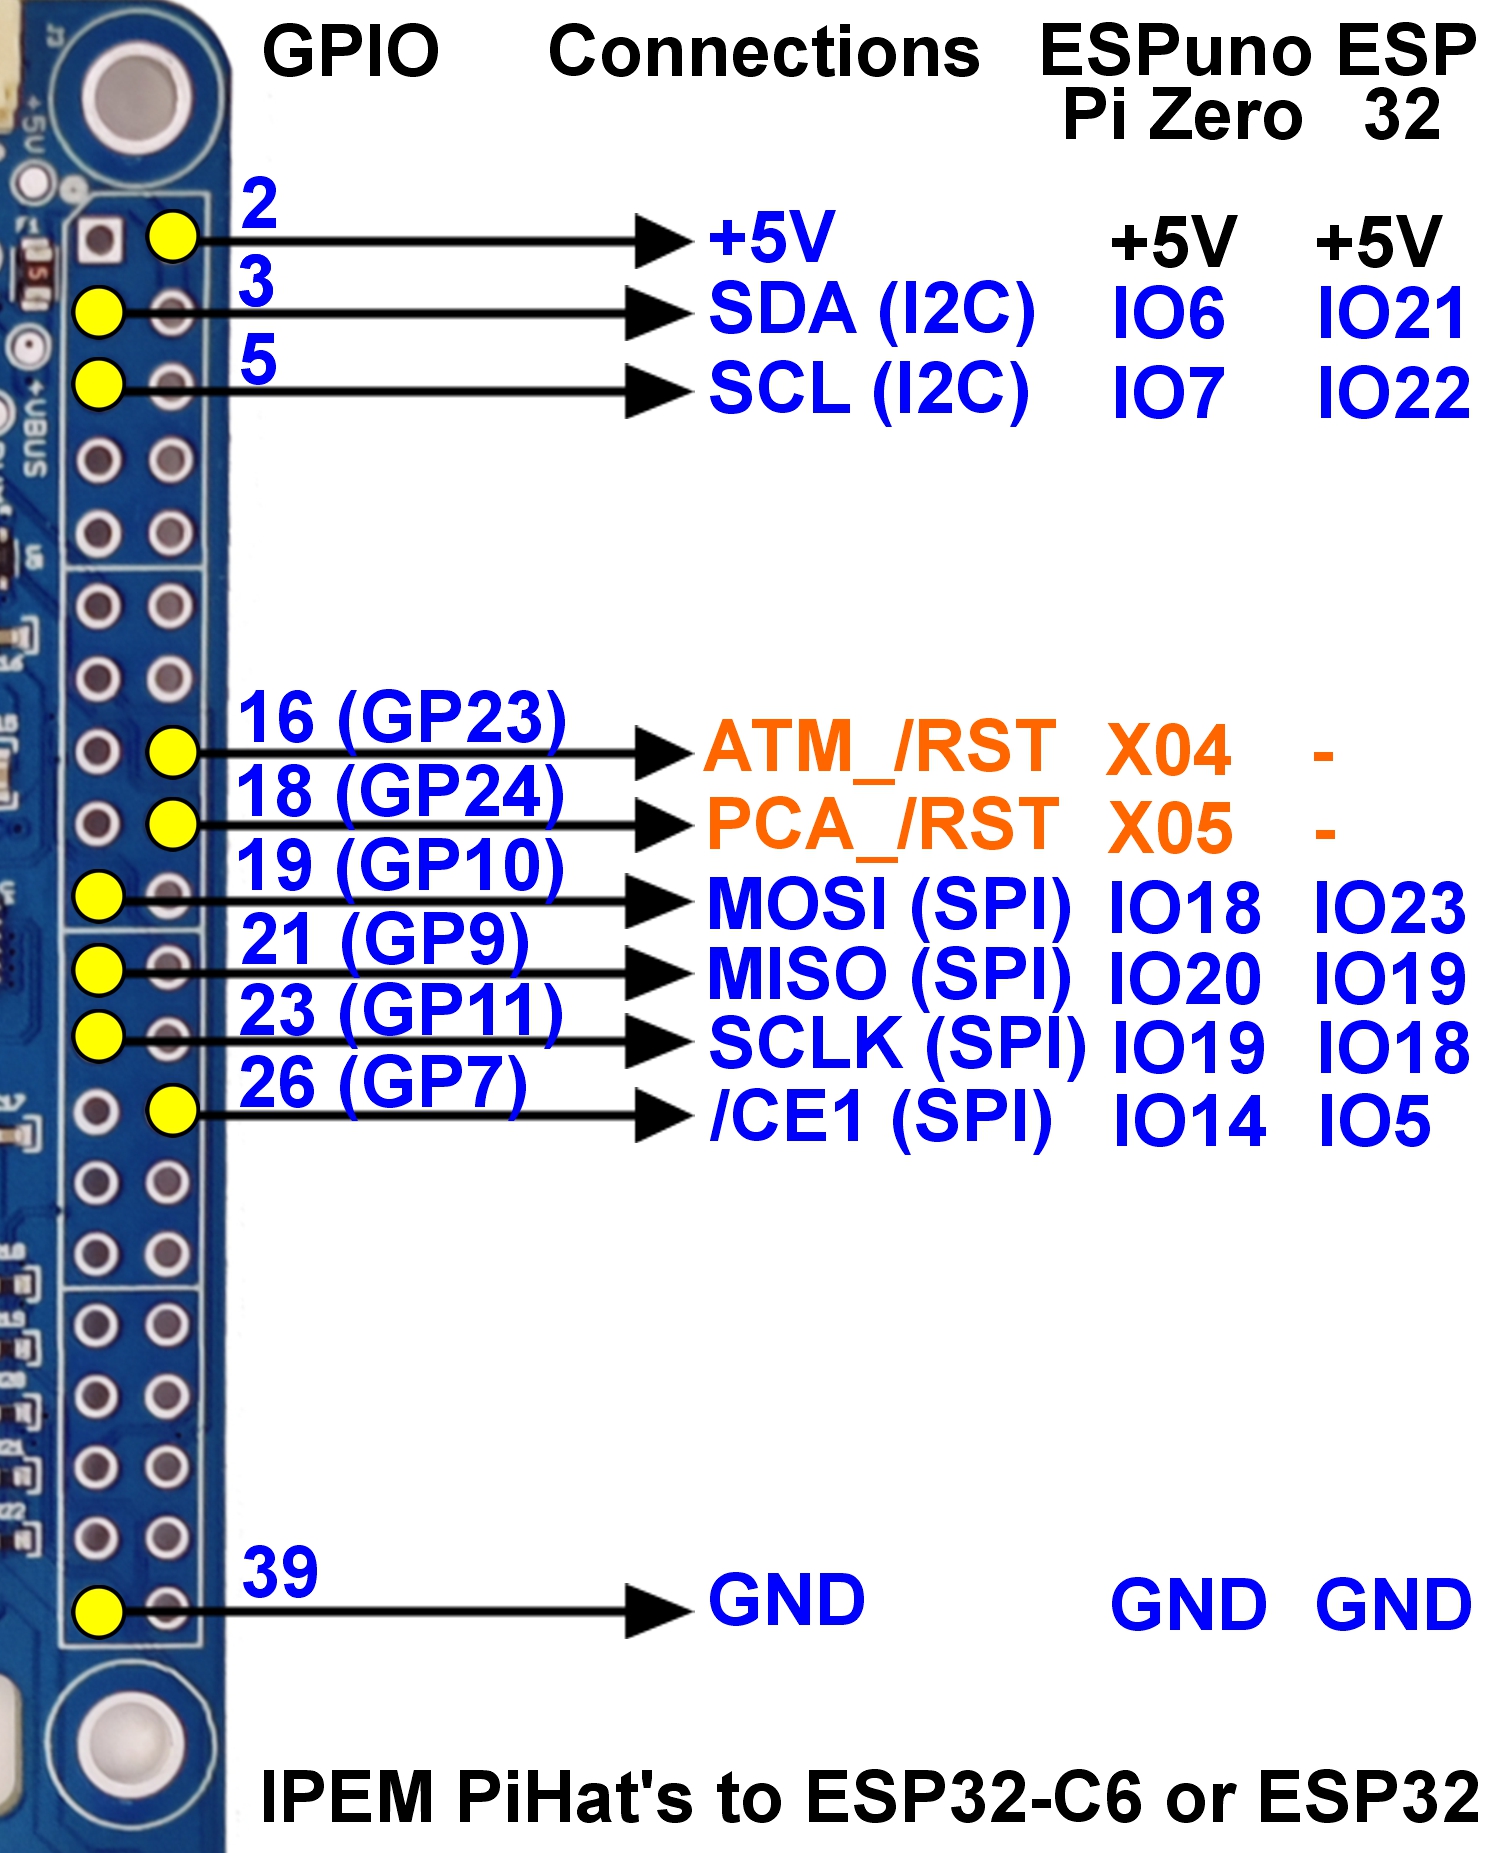 GPIO Connections ESPuno ESP
Pi Zero 32
2 +5V +5V +5V
3 SDA (I2C) IO6 IO21
5 SCL (I2C) IO7 IO22
16 (GP23) ATM_/RST X04 -
18 (GP24) PCA_/RST X05 -
19 (GP10) MOSI (SPI) IO18 IO23
21 (GP9) MISO (SPI) IO20 IO19
23 (GP11) SCLK (SPI) IO19 IO18
26 (GP7) /CE1 (SPI) IO14 IO5
39 GND GND GND
IPEM PiHat's to ESP32-C6 or ESP32
+5V
F1
+VBUS